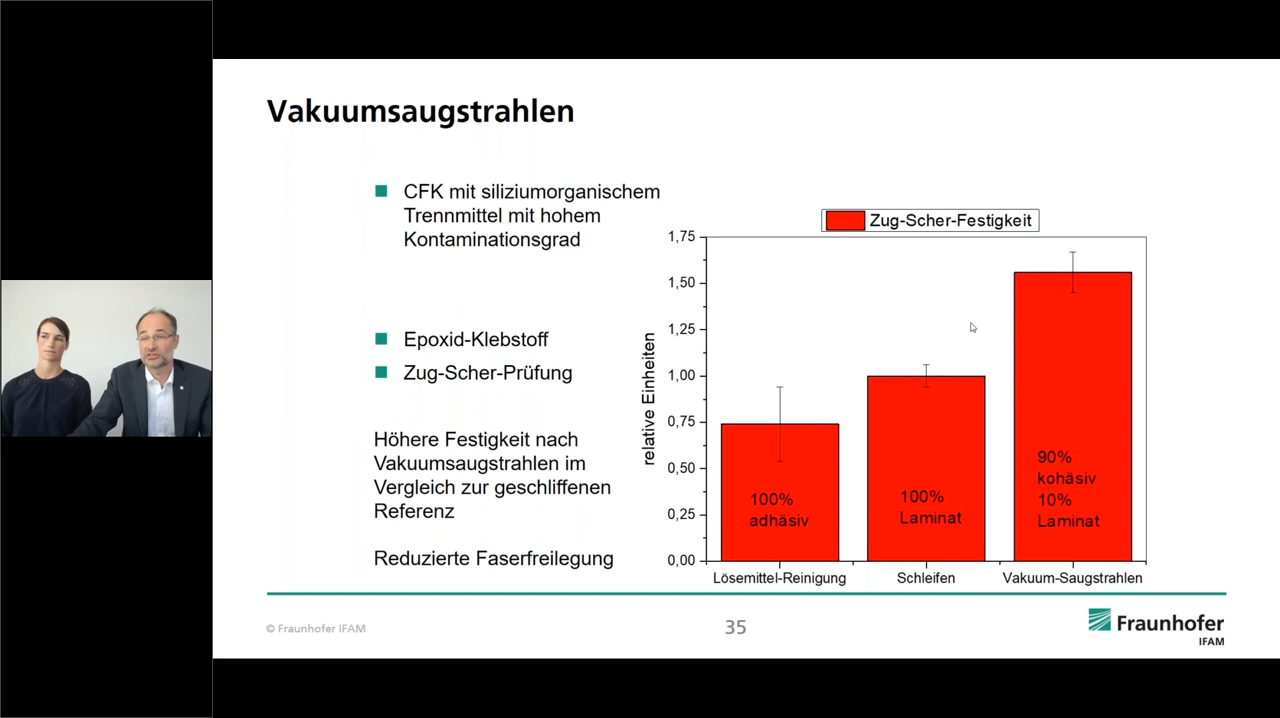 Vakuumsaugstrahlen
CFK mit siliziumorganischem
Trennmittel mit hohem
Kontaminationsgrad
Epoxid-Klebstoff
Zug-Scher-Prüfung
Höhere Festigkeit nach
Vakuumsaugstrahlen im
Vergleich zur geschliffenen
Referenz
Reduzierte Faserfreilegung
Zug-Scher-Festigkeit
relative Einheiten
1,75
1,50
1,25
1,00
0,75
0,50
0,25
0,00
100%
adhäsiv
100%
Laminat
90%
kohäsiv
10%
Laminat
Lösemittel-Reinigung
Schleifen
Vakuum-Saugstrahlen
© Fraunhofer IFAM
35
Fraunhofer
IFAM